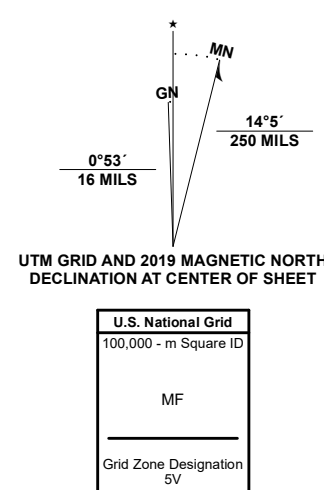 ★
MN
GN
14°5´
250 MILS
0°53´
16 MILS
UTM GRID AND 2019 MAGNETIC NORTH
DECLINATION AT CENTER OF SHEET
U.S. National Grid
100,000 - m Square ID
MF
Grid Zone Designation
5V